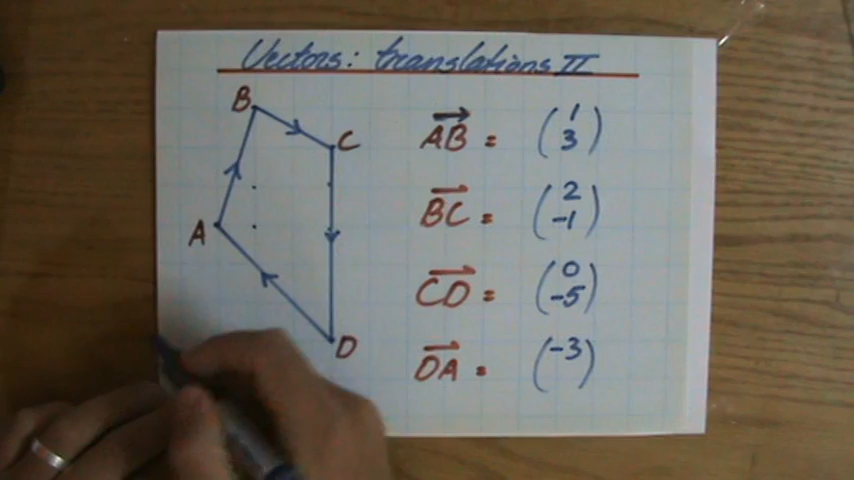 Vectors: translations II
B
C
A
D
AB = (1 3)
BC = (2 -1)
CD = (0 -5)
DA = (-3)